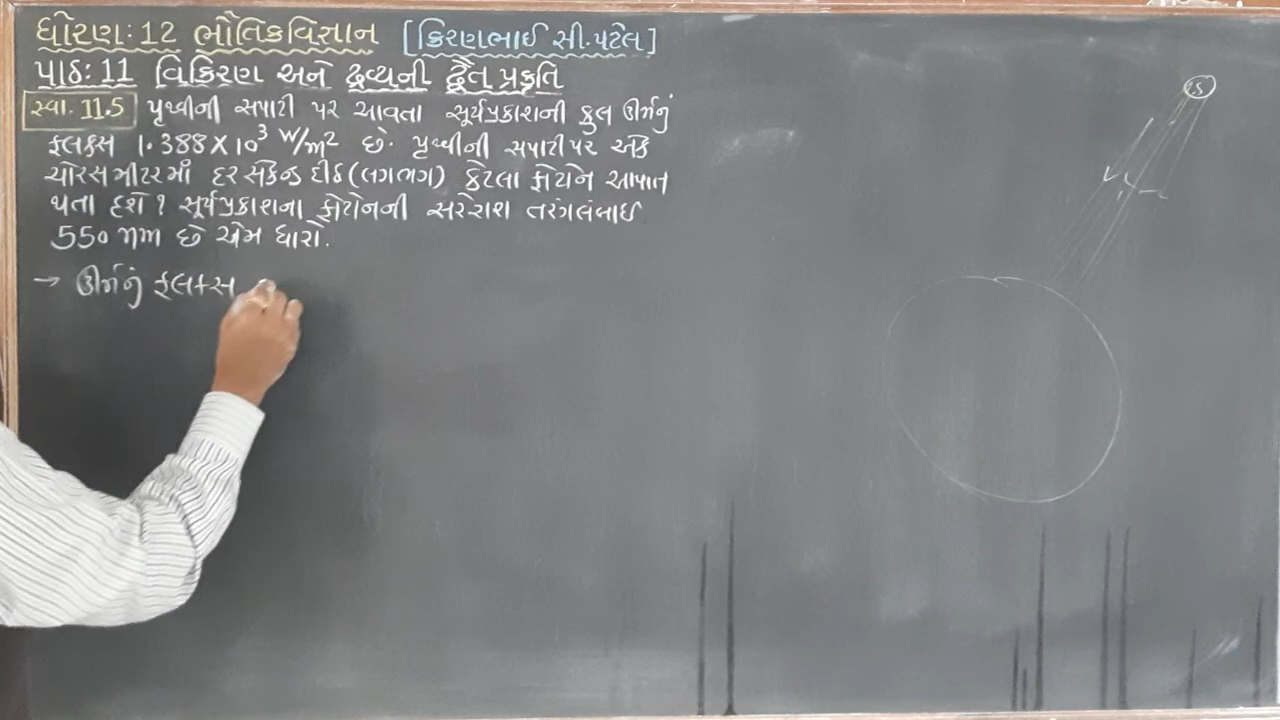 ધોરણ: 12 ભૌતિકવિજ્ઞાન [કિરણભાઈ સી. પટેલ]
પાઠ: 11 વિકિરણ અને દ્રવ્યની દ્વૈત પ્રકૃતિ
સ્વા. 11.5 પૃથ્વીની સપાટી પર આવતા સૂર્યપ્રકાશની કુલ ઊર્જાનું
ફ્લક્સ 1.388 X 10³ W/m² છે. પૃથ્વીની સપાટી પર એક
ચોરસ મીટરમાં દર સેકન્ડ દીઠ (લગભગ) કેટલા ફોટોન આપાત
થતા હશે? સૂર્યપ્રકાશના ફોટોનની સરેરાશ તરંગલંબાઈ
550 nm છે એમ ધારો.
→ ઊર્જાનું ફ્લક્સ
S